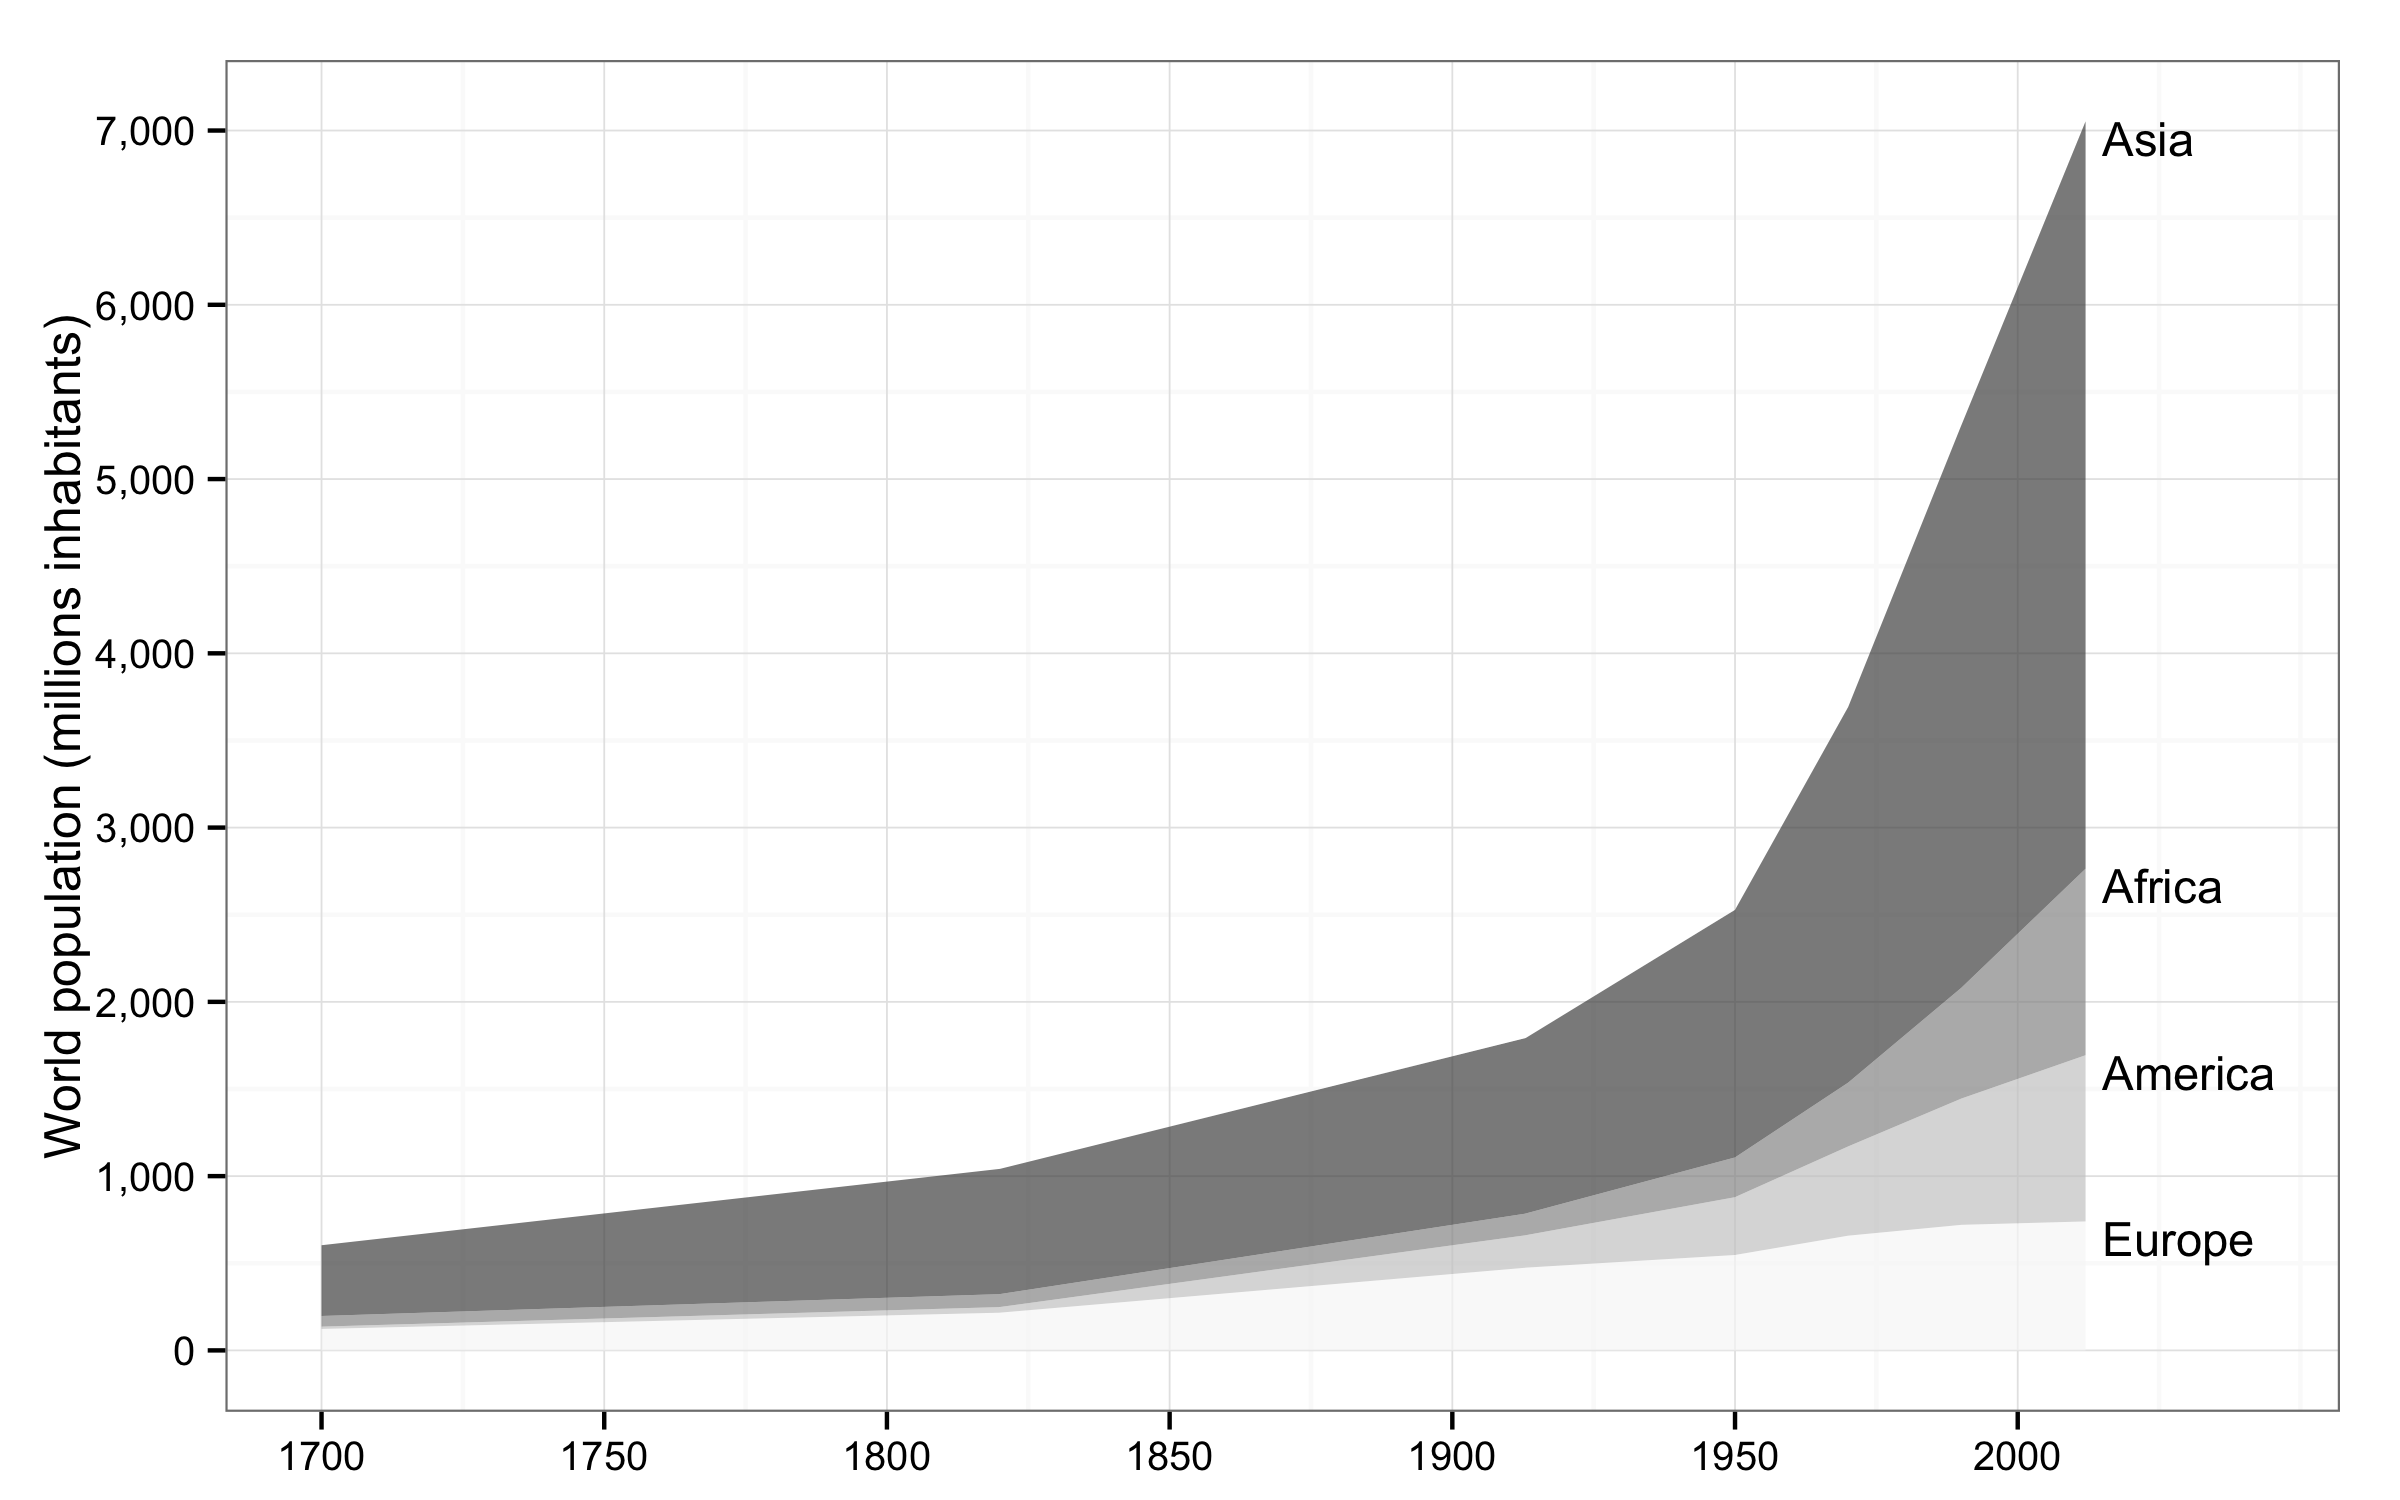 World population (millions inhabitants)
7,000
6,000
5,000
4,000
3,000
2,000
1,000
0
Asia
Africa
America
Europe
1700 1750 1800 1850 1900 1950 2000